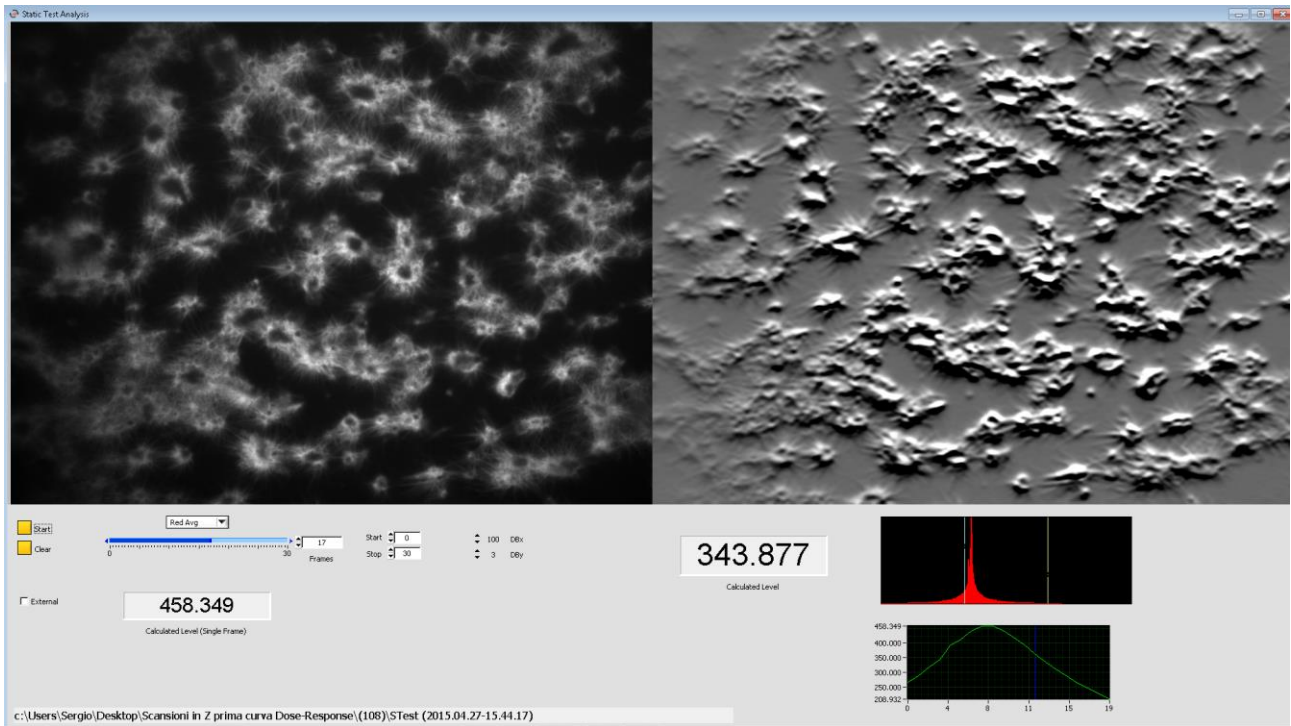 Static Test Analysis
Start
Clear
Red Avg
0
30
17
Frames
Start 0
Stop 30
100 DBx
3 DBy
External
458.349
Calculated Level (Single Frame)
343.877
Calculated Level
458.349
400.000
350.000
300.000
250.000
208.932
0 4 8 11 15 19
c:\Users\Sergio\Desktop\Scansioni in Z prima curva Dose-Response\(108)\STest (2015.04.27-15.44.17)